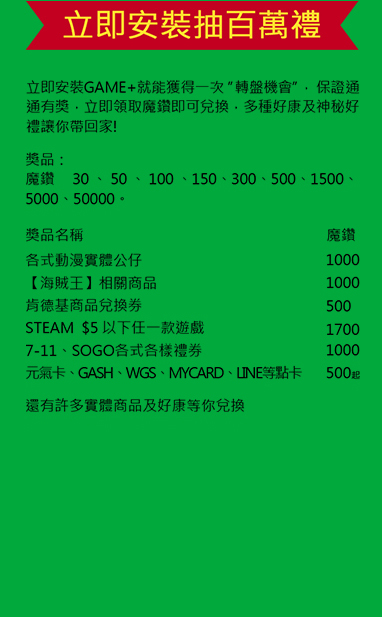 立即安裝抽百萬禮
立即安裝GAME+就能獲得一次“轉盤機會”，保證通
通有獎，立即領取魔鑽即可兌換，多種好康及神秘好
禮讓你帶回家!
獎品：
魔鑽 30、50、100、150、300、500、1500、
5000、50000。
獎品名稱 魔鑽
各式動漫實體公仔 1000
【海賊王】相關商品 1000
肯德基商品兌換券 500
STEAM $5以下任一款遊戲 1700
7-11、SOGO各式各樣禮券 1000
元氣卡、GASH、WGS、MYCARD、LINE等點卡 500起
還有許多實體商品及好康等你兌換